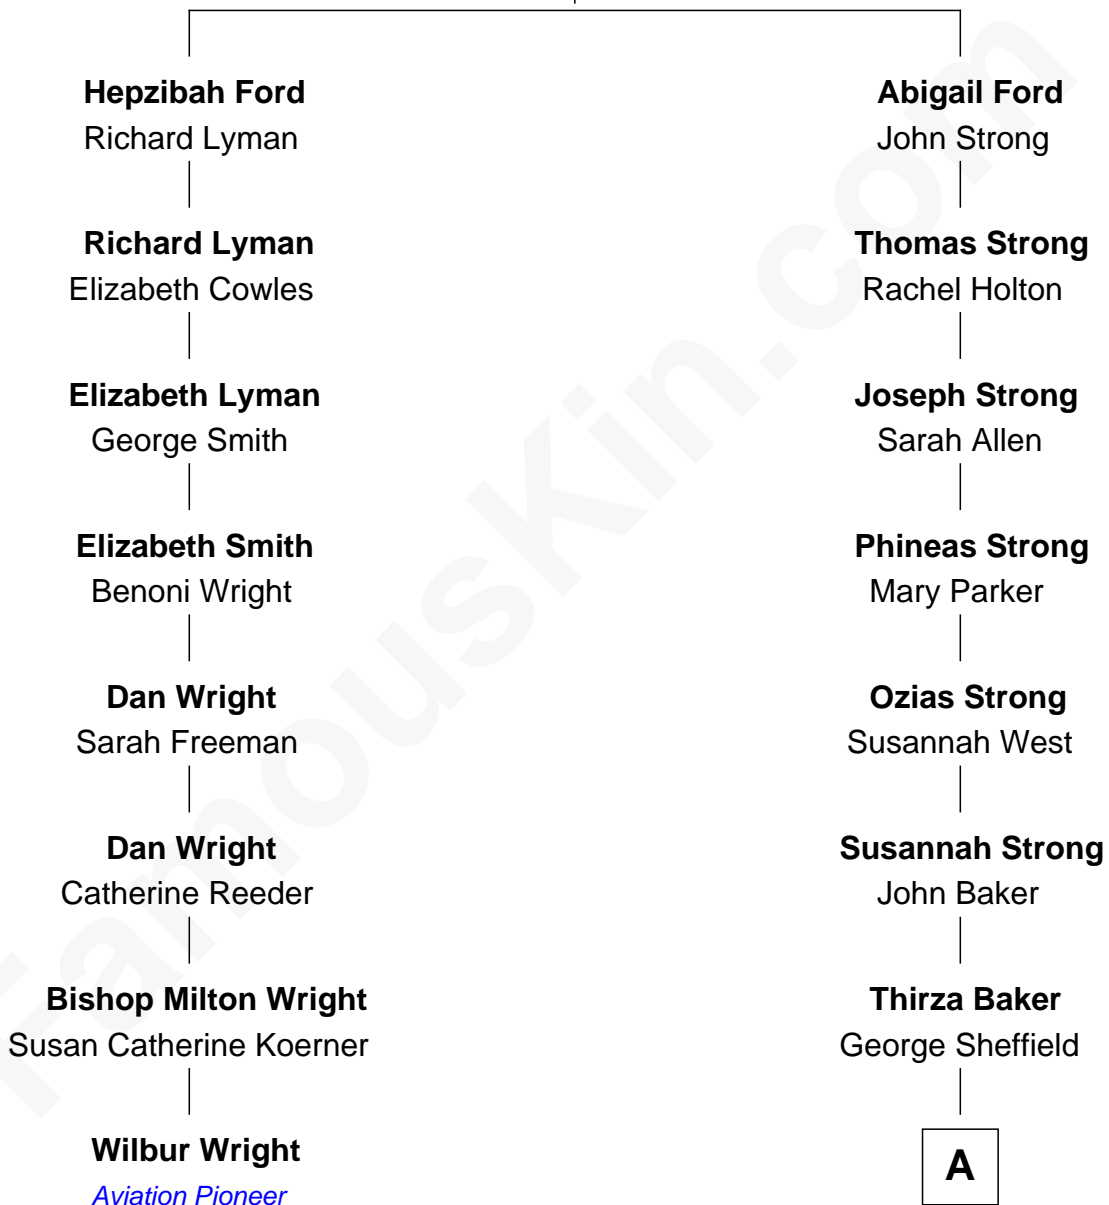 Hepzibah Ford
Richard Lyman
Richard Lyman
Elizabeth Cowles
Elizabeth Lyman
George Smith
Elizabeth Smith
Benoni Wright
Dan Wright
Sarah Freeman
Dan Wright
Catherine Reeder
Bishop Milton Wright
Susan Catherine Koerner
Wilbur Wright
Aviation Pioneer
Abigail Ford
John Strong
Thomas Strong
Rachel Holton
Joseph Strong
Sarah Allen
Phineas Strong
Mary Parker
Ozias Strong
Susannah West
Susannah Strong
John Baker
Thirza Baker
George Sheffield
A
FamousKin.com